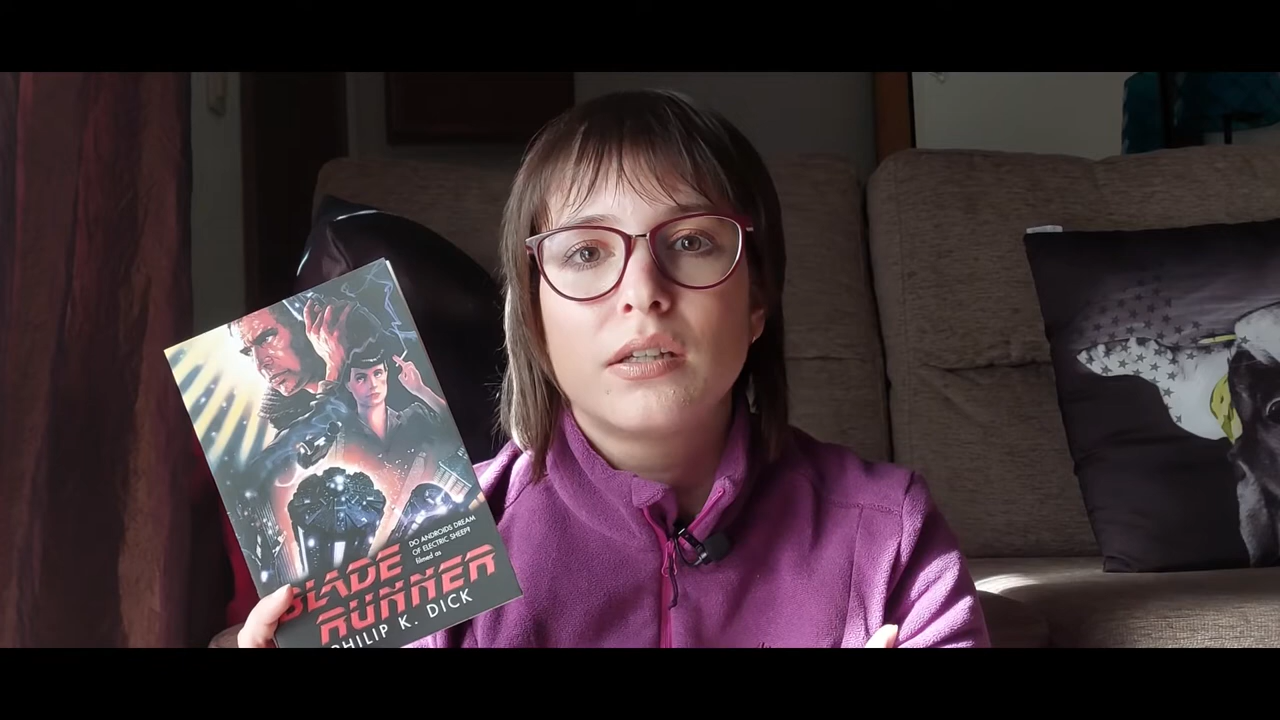 DO ANDROIDS DREAM
OF ELECTRIC SHEEP?
filmed as
BLADE
RUNNER
PHILIP K. DICK